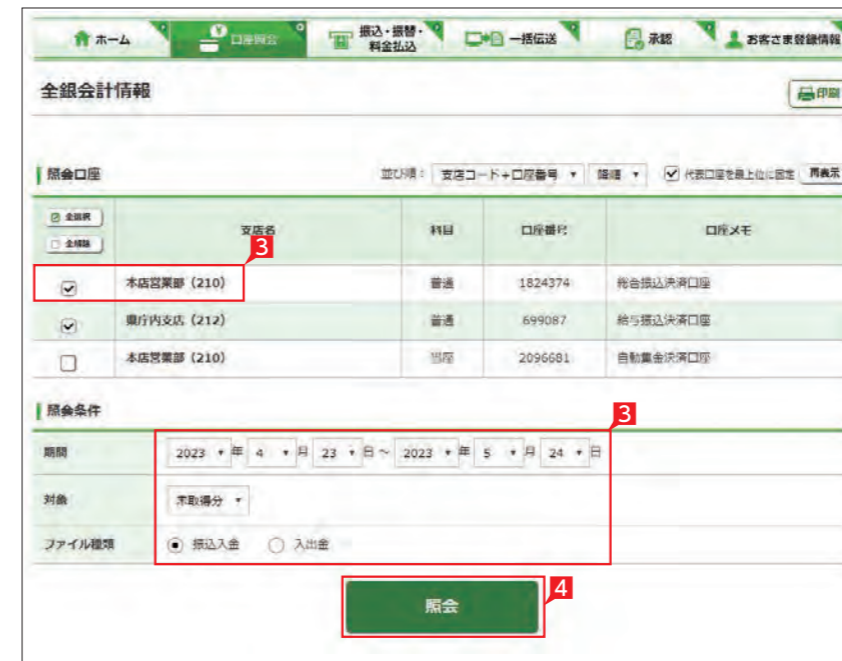 ホーム
口座照会
振込・振替・
料金払込
一括伝送
承認
お客さま登録情報
全銀会計情報
印刷
照会口座
並び順： 支店コード+口座番号 降順 代表口座を最上位に固定 再表示
全選択
全解除
支店名 科目 口座番号 口座メモ
3
本店営業部（210） 普通 1824374 総合振込決済口座
県庁内支店（212） 普通 699087 給与振込決済口座
本店営業部（210） 当座 2096681 自動集金決済口座
照会条件
3
期間 2023 年 4 月 23 日 ～ 2023 年 5 月 24 日
対象 未取得分
ファイル種類 振込入金 入出金
照会
4